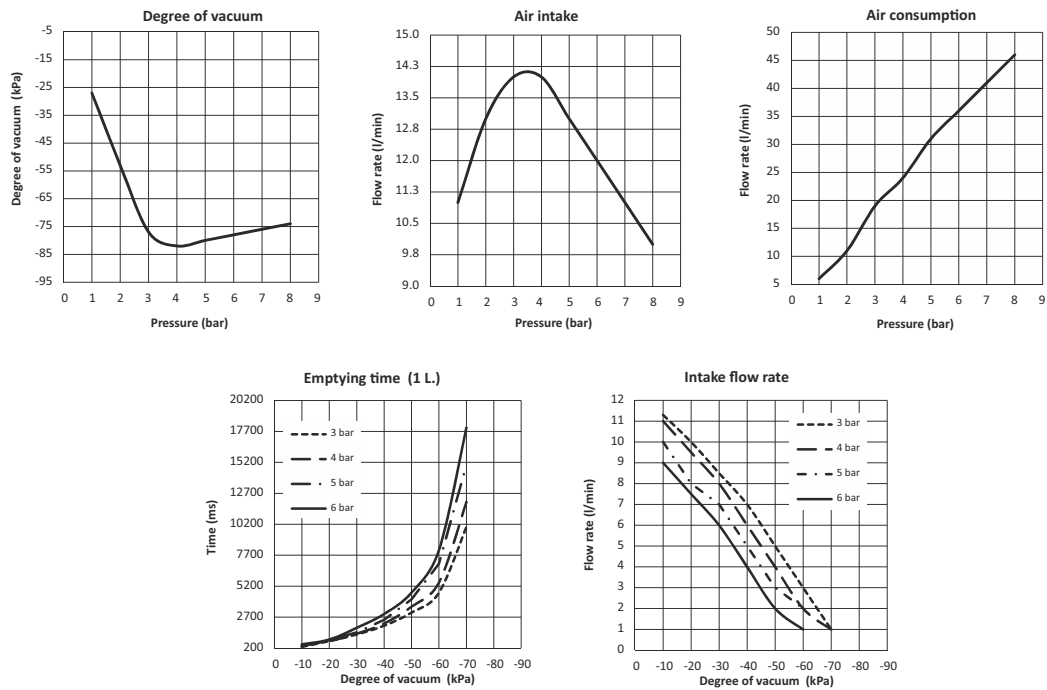 Degree of vacuum
Degree of vacuum (kPa)
-5
-15
-25
-35
-45
-55
-65
-75
-85
-95
0 1 2 3 4 5 6 7 8 9
Pressure (bar)
Air intake
Flow rate (l/min)
15.0
14.3
13.5
12.8
12.0
11.3
10.5
9.8
9.0
0 1 2 3 4 5 6 7 8 9
Pressure (bar)
Air consumption
Flow rate (l/min)
50
45
40
35
30
25
20
15
10
5
0 1 2 3 4 5 6 7 8 9
Pressure (bar)
Emptying time (1 L.)
Time (ms)
20200
17700
15200
12700
10200
7700
5200
2700
200
3 bar
4 bar
5 bar
6 bar
0 -10 -20 -30 -40 -50 -60 -70 -80 -90
Degree of vacuum (kPa)
Intake flow rate
Flow rate (l/min)
12
11
10
9
8
7
6
5
4
3
2
1
0
3 bar
4 bar
5 bar
6 bar
0 -10 -20 -30 -40 -50 -60 -70 -80 -90
Degree of vacuum (kPa)